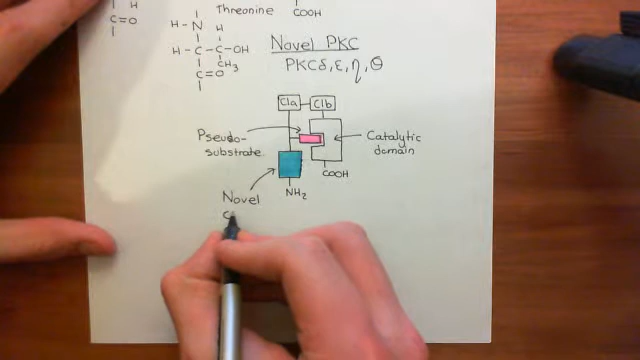 H
C=O
Threonine
COOH
H-N H
H-C-C-OH
CH3
C=O
Novel PKC
PKCδ, ε, η, θ
C1a
C1b
Pseudo-
substrate
Catalytic
domain
COOH
NH2
Novel
C